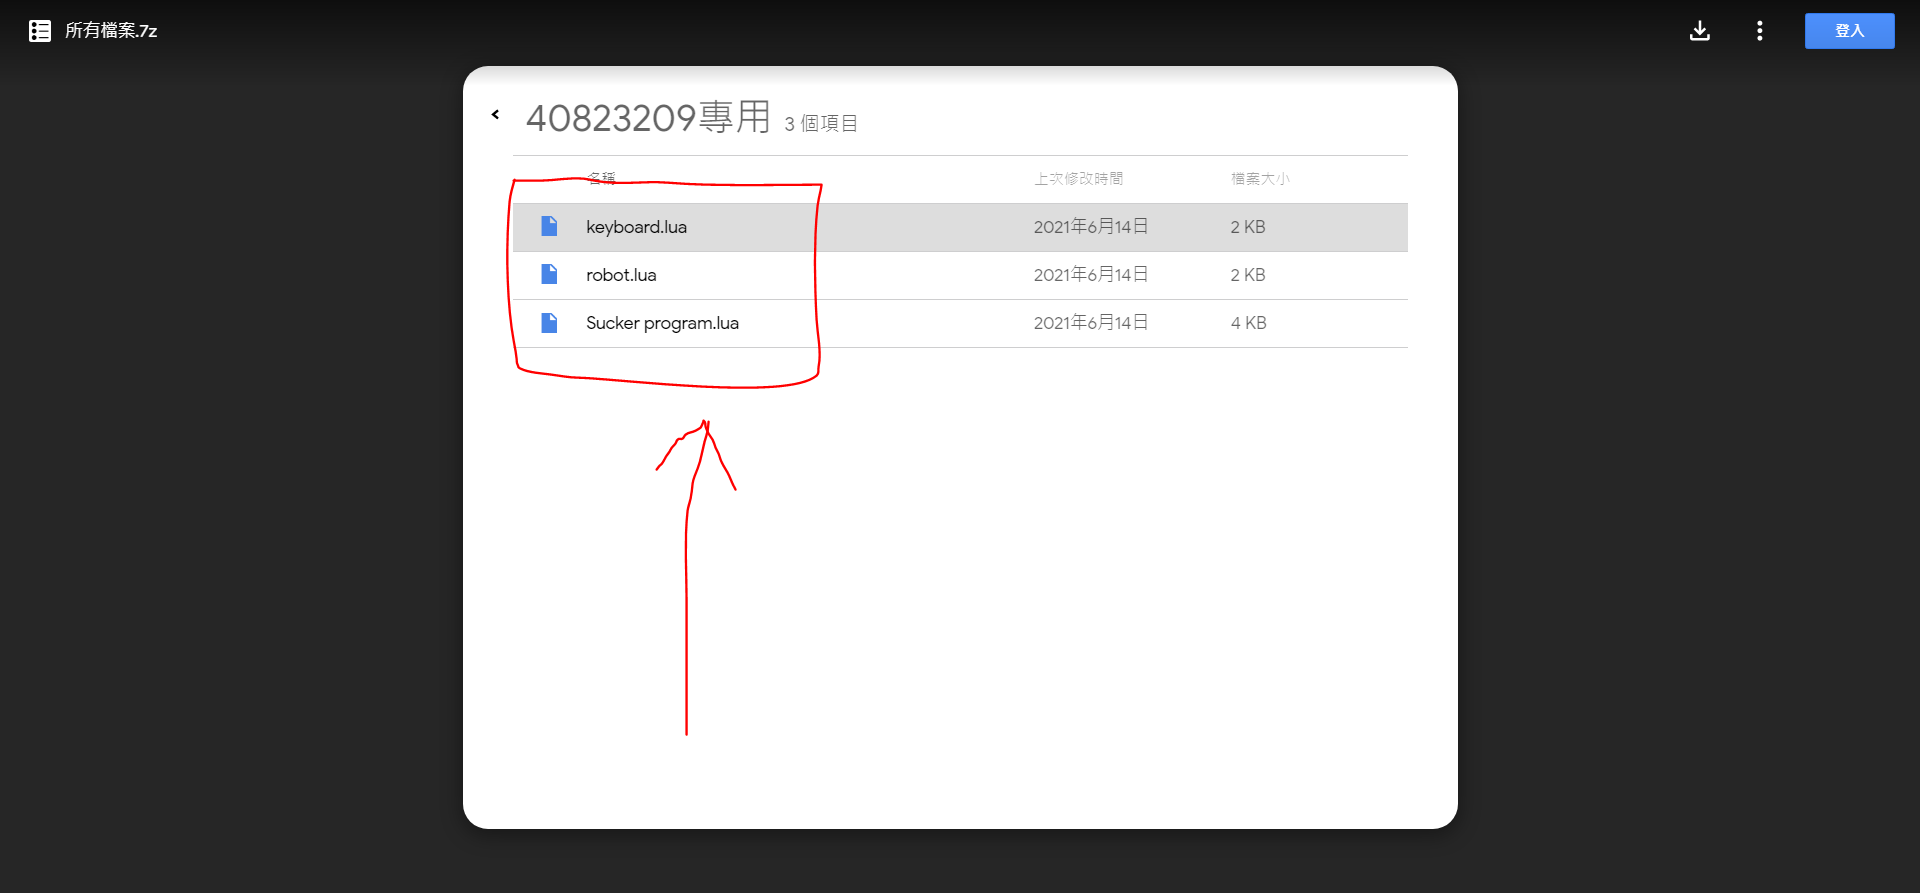 所有檔案.7z
登入
40823209專用 3 個項目
名稱 上次修改時間 檔案大小
keyboard.lua 2021年6月14日 2 KB
robot.lua 2021年6月14日 2 KB
Sucker program.lua 2021年6月14日 4 KB